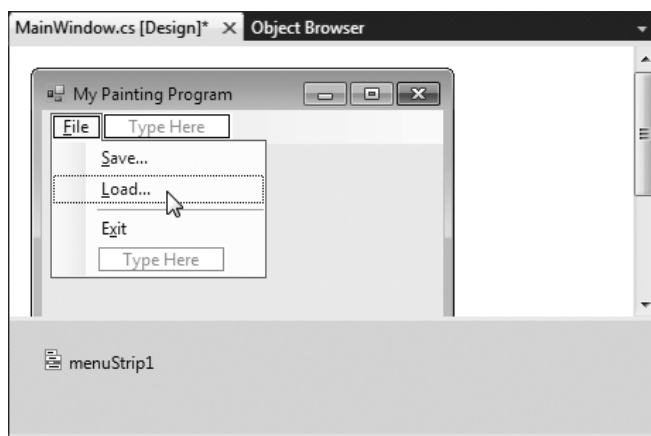 MainWindow.cs [Design]* X Object Browser
My Painting Program
File Type Here
Save...
Load...
Exit
Type Here
menuStrip1